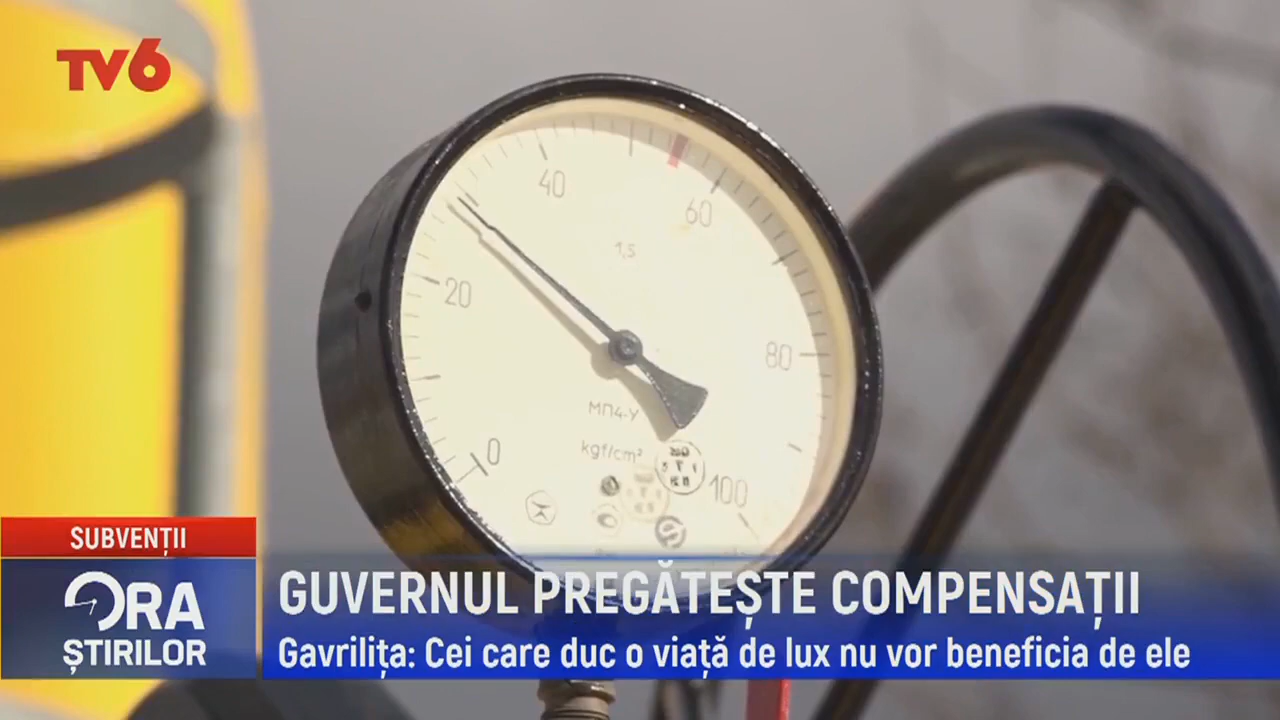 TV6
40
60
1,5
20
80
МП4-У
kgf/cm²
0
100
SUBVENȚII
ORA
ȘTIRILOR
GUVERNUL PREGĂTEȘTE COMPENSAȚII
Gavrilița: Cei care duc o viață de lux nu vor beneficia de ele